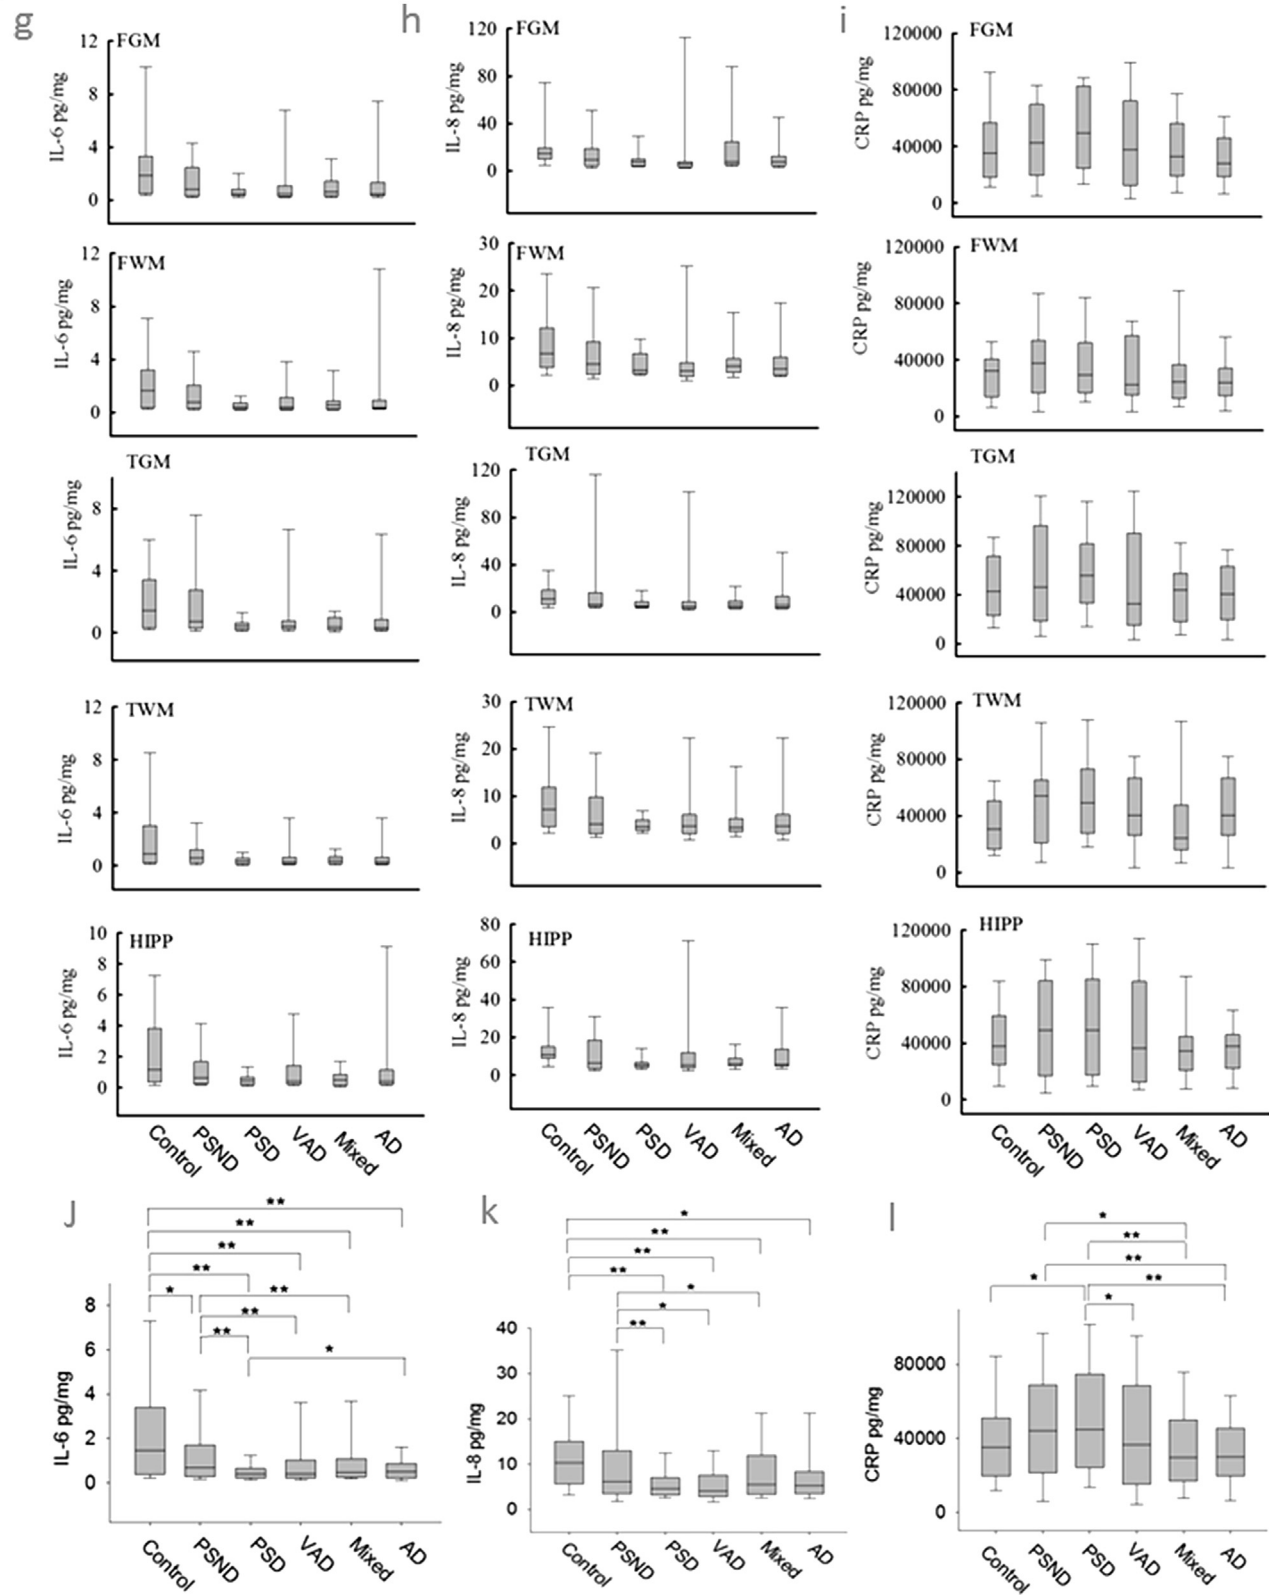 g
h
i
FGM
IL-6 pg/mg
12
8
4
0
FGM
IL-8 pg/mg
120
80
40
0
FGM
CRP pg/mg
120000
80000
40000
0
FWM
IL-6 pg/mg
12
8
4
0
FWM
IL-8 pg/mg
30
20
10
0
FWM
CRP pg/mg
120000
80000
40000
0
TGM
IL-6 pg/mg
8
4
0
TGM
IL-8 pg/mg
120
80
40
0
TGM
CRP pg/mg
120000
80000
40000
0
TWM
IL-6 pg/mg
12
8
4
0
TWM
IL-8 pg/mg
30
20
10
0
TWM
CRP pg/mg
120000
80000
40000
0
HIPP
IL-6 pg/mg
10
8
6
4
2
0
Control
PSND
PSD
VAD
Mixed
AD
HIPP
IL-8 pg/mg
80
60
40
20
0
Control
PSND
PSD
VAD
Mixed
AD
HIPP
CRP pg/mg
120000
80000
40000
0
Control
PSND
PSD
VAD
Mixed
AD
J
**
**
**
**
*
**
**
**
*
IL-6 pg/mg
8
6
4
2
0
Control
PSND
PSD
VAD
Mixed
AD
k
*
**
**
**
*
*
**
IL-8 pg/mg
40
30
20
10
0
Control
PSND
PSD
VAD
Mixed
AD
l
*
**
**
*
**
*
CRP pg/mg
80000
40000
0
Control
PSND
PSD
VAD
Mixed
AD